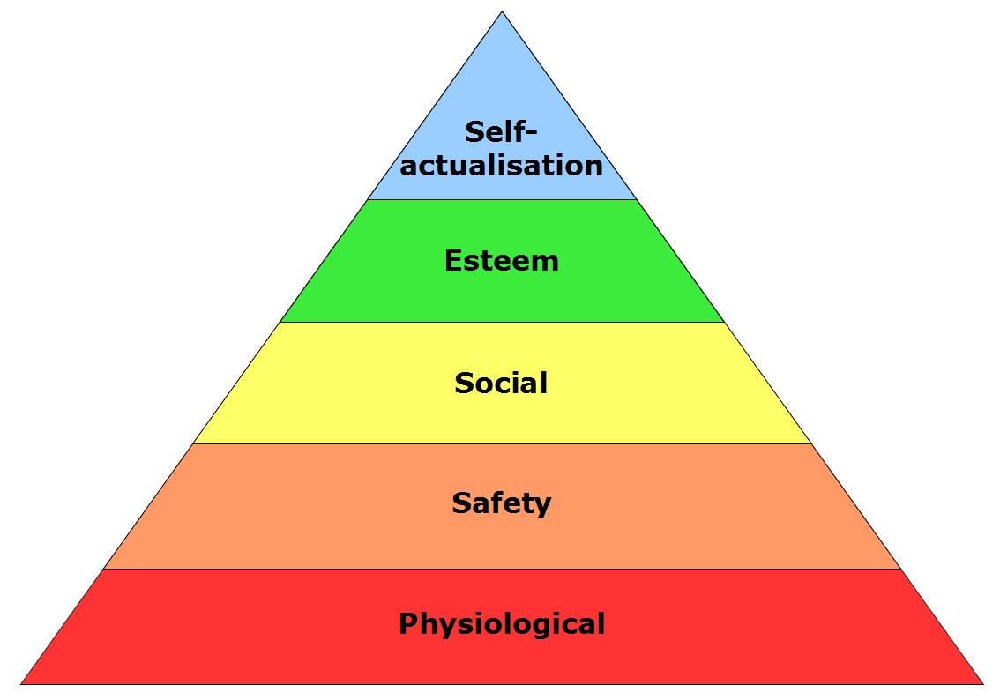 Self-
actualisation
Esteem
Social
Safety
Physiological